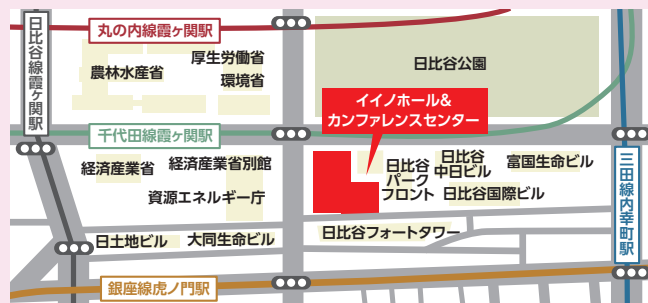 丸の内線霞ヶ関駅
日比谷線霞ヶ関駅
厚生労働省
農林水産省
環境省
日比谷公園
イイノホール&
カンファレンスセンター
千代田線霞ヶ関駅
経済産業省
経済産業省別館
資源エネルギー庁
日比谷
パーク
フロント
日比谷
中日ビル
富国生命ビル
日比谷国際ビル
三田線内幸町駅
日土地ビル
大同生命ビル
日比谷フォートタワー
銀座線虎ノ門駅